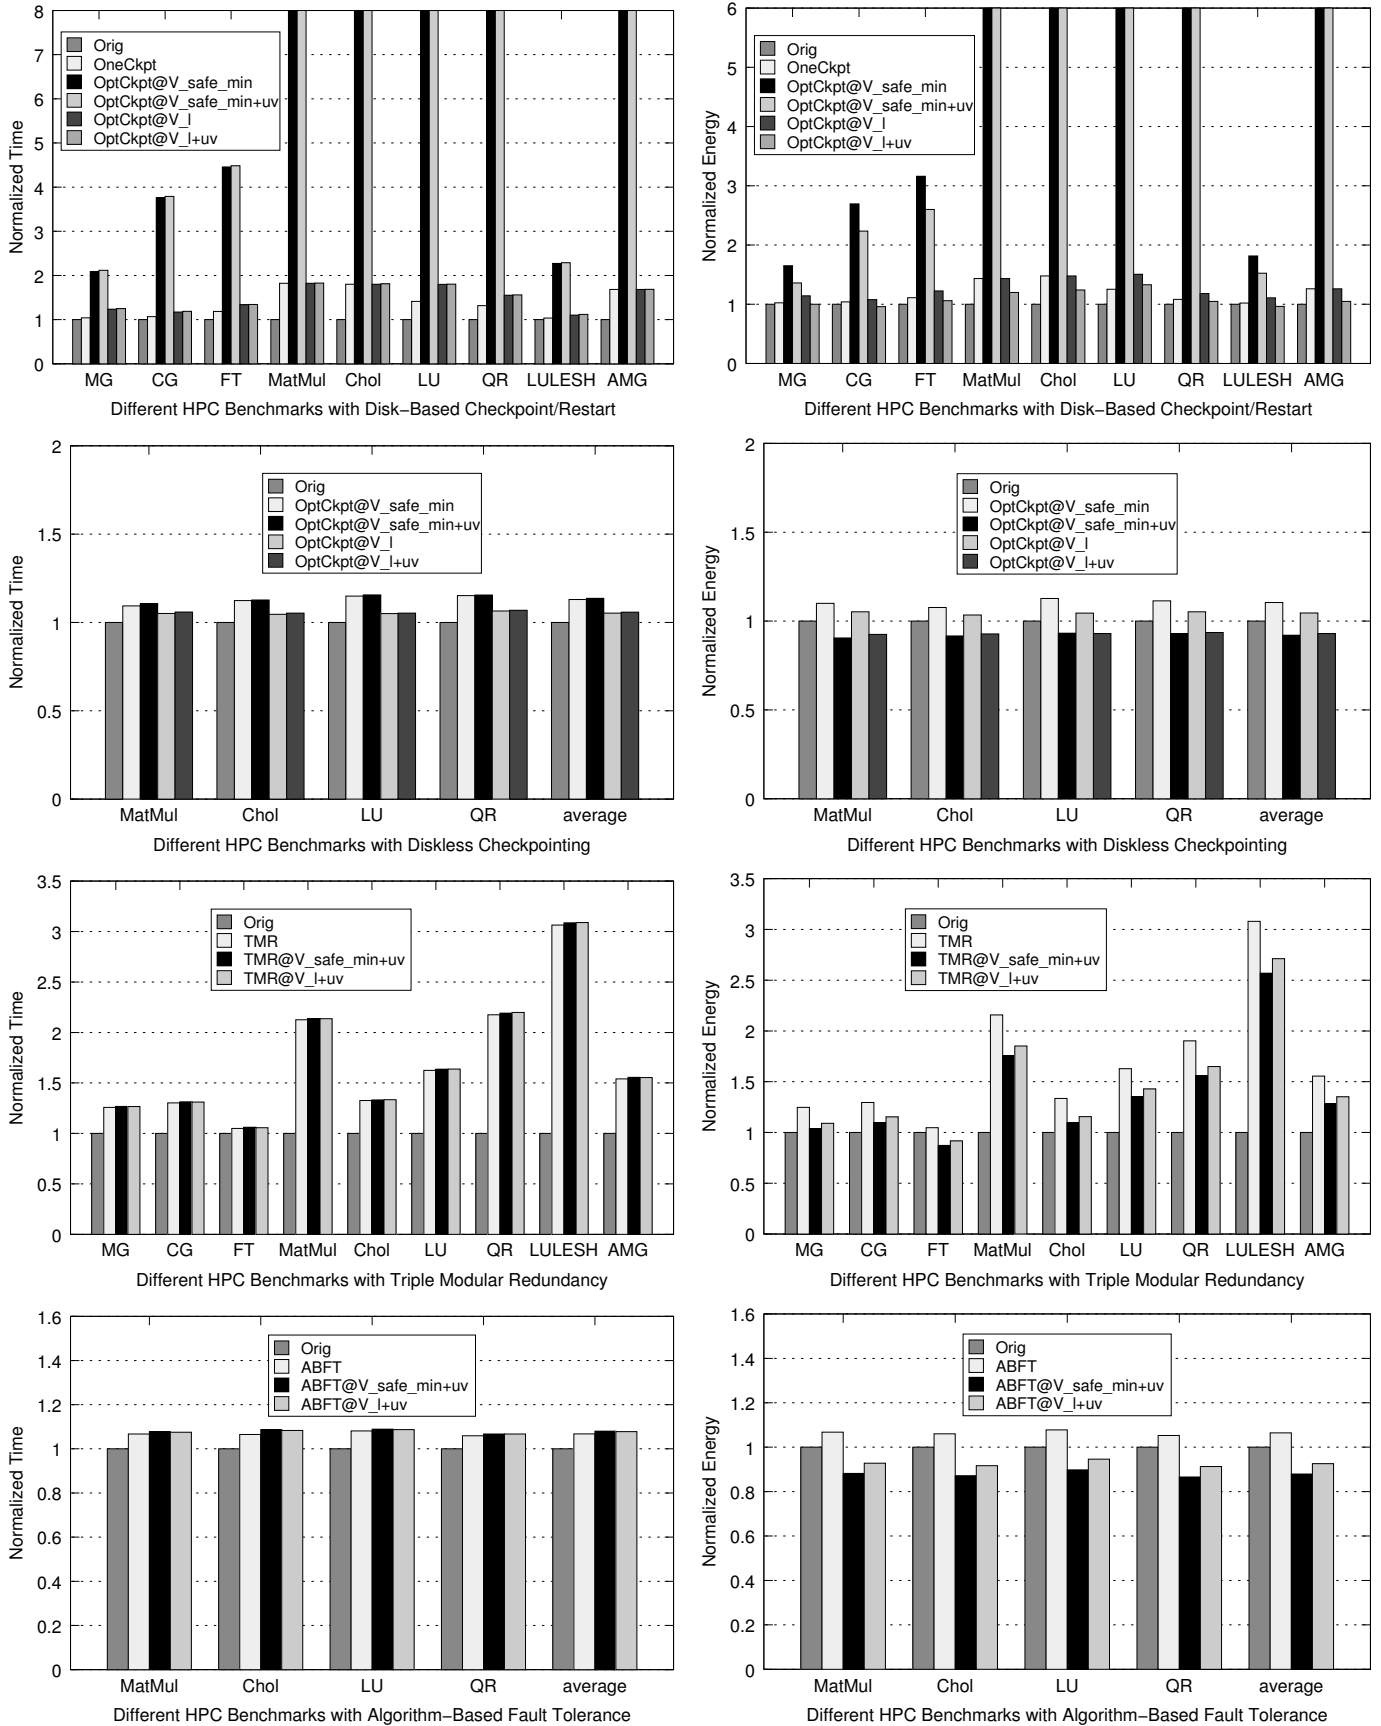 Normalized Time
8
7
6
5
4
3
2
1
0
Orig
OneCkpt
OptCkpt@V_safe_min
OptCkpt@V_safe_min+uv
OptCkpt@V_l
OptCkpt@V_l+uv
MG CG FT MatMul Chol LU QR LULESH AMG
Different HPC Benchmarks with Disk−Based Checkpoint/Restart
Normalized Energy
6
5
4
3
2
1
0
Orig
OneCkpt
OptCkpt@V_safe_min
OptCkpt@V_safe_min+uv
OptCkpt@V_l
OptCkpt@V_l+uv
MG CG FT MatMul Chol LU QR LULESH AMG
Different HPC Benchmarks with Disk−Based Checkpoint/Restart
Normalized Time
2
1.5
1
0.5
0
Orig
OptCkpt@V_safe_min
OptCkpt@V_safe_min+uv
OptCkpt@V_l
OptCkpt@V_l+uv
MatMul Chol LU QR average
Different HPC Benchmarks with Diskless Checkpointing
Normalized Energy
2
1.5
1
0.5
0
Orig
OptCkpt@V_safe_min
OptCkpt@V_safe_min+uv
OptCkpt@V_l
OptCkpt@V_l+uv
MatMul Chol LU QR average
Different HPC Benchmarks with Diskless Checkpointing
Normalized Time
3.5
3
2.5
2
1.5
1
0.5
0
Orig
TMR
TMR@V_safe_min+uv
TMR@V_l+uv
MG CG FT MatMul Chol LU QR LULESH AMG
Different HPC Benchmarks with Triple Modular Redundancy
Normalized Energy
3.5
3
2.5
2
1.5
1
0.5
0
Orig
TMR
TMR@V_safe_min+uv
TMR@V_l+uv
MG CG FT MatMul Chol LU QR LULESH AMG
Different HPC Benchmarks with Triple Modular Redundancy
Normalized Time
1.6
1.4
1.2
1
0.8
0.6
0.4
0.2
0
Orig
ABFT
ABFT@V_safe_min+uv
ABFT@V_l+uv
MatMul Chol LU QR average
Different HPC Benchmarks with Algorithm−Based Fault Tolerance
Normalized Energy
1.6
1.4
1.2
1
0.8
0.6
0.4
0.2
0
Orig
ABFT
ABFT@V_safe_min+uv
ABFT@V_l+uv
MatMul Chol LU QR average
Different HPC Benchmarks with Algorithm−Based Fault Tolerance